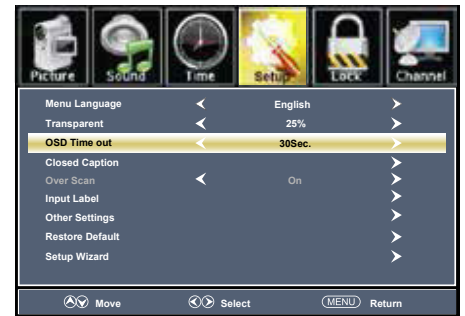 Picture Sound Time Setup Lock Channel
Menu Language English
Transparent 25%
OSD Time out 30Sec.
Closed Caption
Over Scan On
Input Label
Other Settings
Restore Default
Setup Wizard
Move Select MENU Return